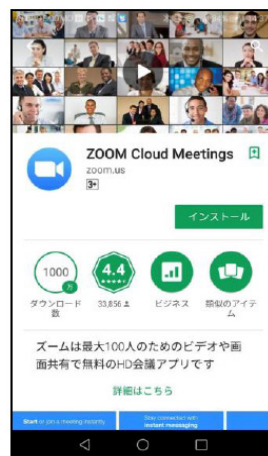 ZOOM Cloud Meetings
zoom.us
3+
インストール
1000
万
4.4
ダウンロード
数
33,856
ビジネス
類似のアイテ
ム
ズームは最大100人のためのビデオや画
面共有で無料のHD会議アプリです
詳細はこちら
Start or join a meeting instantly
Stay connected with
instant messaging